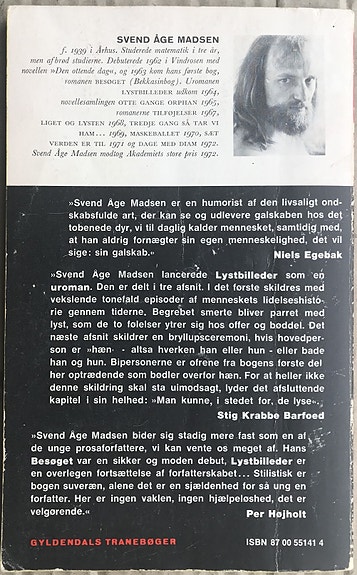 SVEND ÅGE MADSEN
f. 1939 i Århus. Studerede matematik i tre år,
men afbrød studierne. Debuterede 1962 i Vindrosen med
novellen »Den ottende dag«, og 1963 kom hans første bog,
romanen BESØGET (Bekkasinbog). Uromanen
LYSTBILLEDER udkom 1964,
novellesamlingen OTTE GANGE ORPHAN 1965,
romanerne TILFØJELSER 1967,
LIGET OG LYSTEN 1968, TREDJE GANG SÅ TAR VI
HAM... 1969, MASKEBALLET 1970, SÆT
VERDEN ER TIL 1971 og DAGE MED DIAM 1972.
Svend Åge Madsen modtog Akademiets store pris 1972.
»Svend Åge Madsen er en humorist af den livsaligt ond-
skabsfulde art, der kan se og udlevere galskaben hos det
tobenede dyr, vi til daglig kalder mennesket, samtidig med,
at han aldrig fornægter sin egen menneskelighed, det vil
sige: sin galskab.«
Niels Egebak
»Svend Åge Madsen lancerede Lystbilleder som en
uroman. Den er delt i tre afsnit. I det første skildres med
vekslende tonefald episoder af menneskets lidelseshisto-
rie gennem tiderne. Begrebet smerte bliver parret med
lyst, som de to følelser ytrer sig hos offer og boddel. Det
næste afsnit skildrer en bryllupsceremoni, hvis hovedper-
son er »hæn« - altsa hverken han eller hun - eller bade
han og hun. Bipersonerne er ofrene fra bogens første del
her optrædende som bødler overfor hæn. For at heller ikke
denne skildring skal sta uimodsagt, lyder det afsluttende
kapitel i sin helhed: »Man kunne, i stedet for, de lyse«.
Stig Krabbe Barfoed
»Svend Åge Madsen bider sig stadig mere fast som en af
de unge prosaforfattere, vi kan vente os meget af. Hans
Besøget var en sikker og moden debut, Lystbilleder er
en overlegen fortsættelse af forfatterskabet... Stilistisk er
bogen suveræn, alene det er en sjældenhed for så ung en
forfatter. Her er ingen vaklen, ingen hjælpeløshed, det er
velgørende.«
Per Højholt
GYLDENDALS TRANEBØGER
ISBN 87 00 55141 4